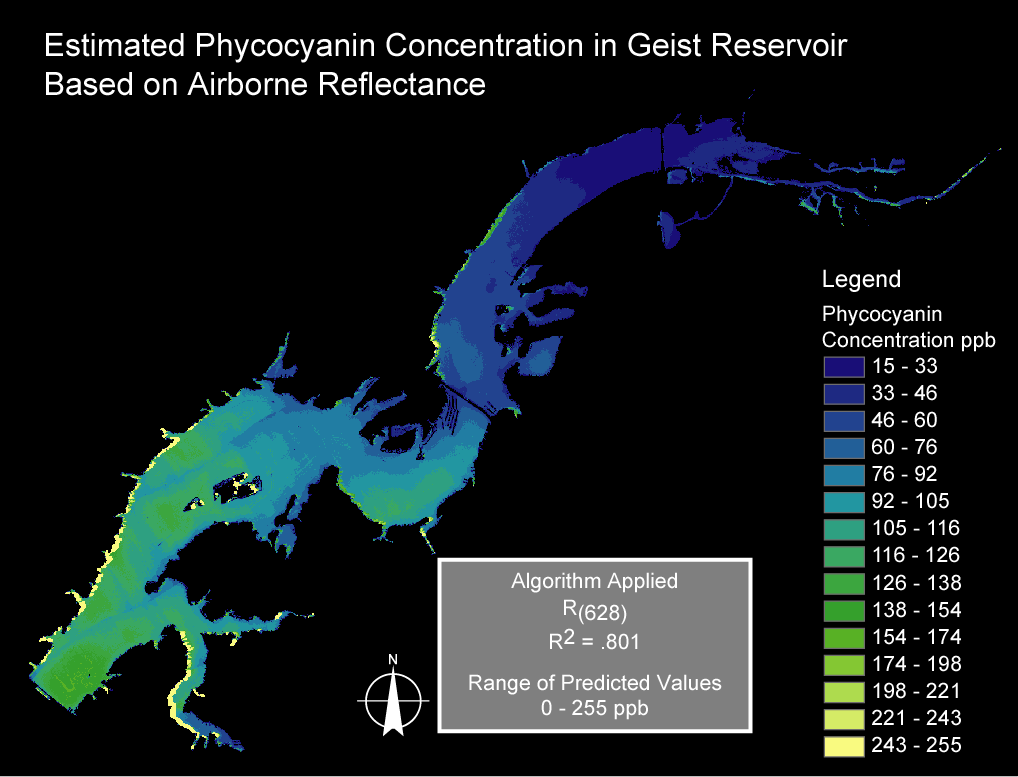 Estimated Phycocyanin Concentration in Geist Reservoir
Based on Airborne Reflectance
Legend
Phycocyanin
Concentration ppb
15 - 33
33 - 46
46 - 60
60 - 76
76 - 92
92 - 105
105 - 116
116 - 126
126 - 138
138 - 154
154 - 174
174 - 198
198 - 221
221 - 243
243 - 255
Algorithm Applied
R(628)
R2 = .801
Range of Predicted Values
0 - 255 ppb
N